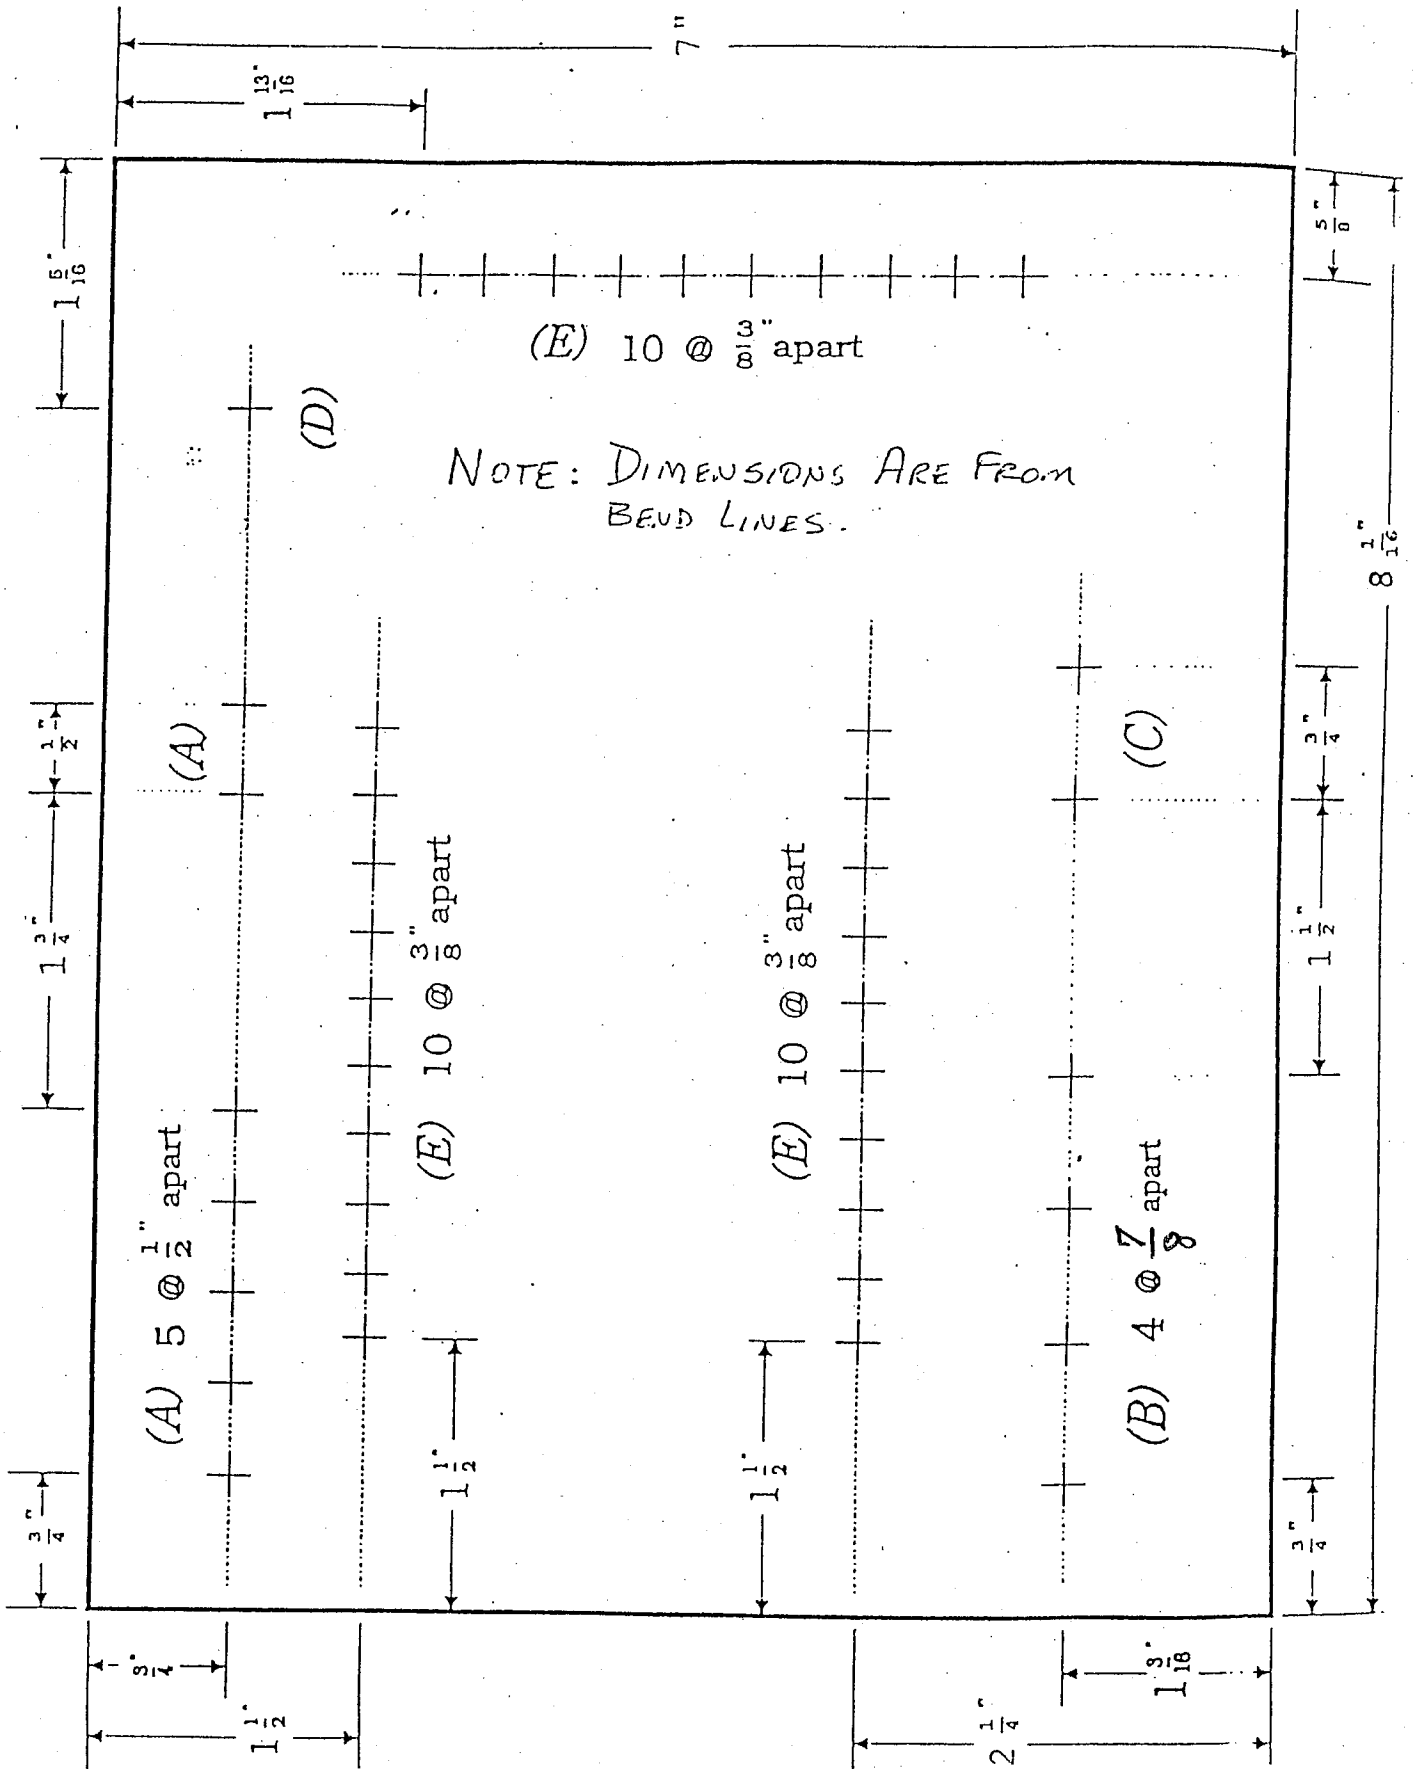 7"
1 13/16"
1 5/16"
5/8"
(E) 10 @ 3/8" apart
(D)
NOTE: DIMENSIONS ARE FROM
BEND LINES.
8 1/16"
1/2"
(A)
(C)
3/4"
1 3/4"
(E) 10 @ 3/8" apart
(E) 10 @ 3/8" apart
1 1/2"
(A) 5 @ 1/2" apart
(B) 4 @ 7/8 apart
1 1/2"
1 1/2"
3/4"
3/4"
3/4"
1 1/2"
2 1/4"
1 3/16"